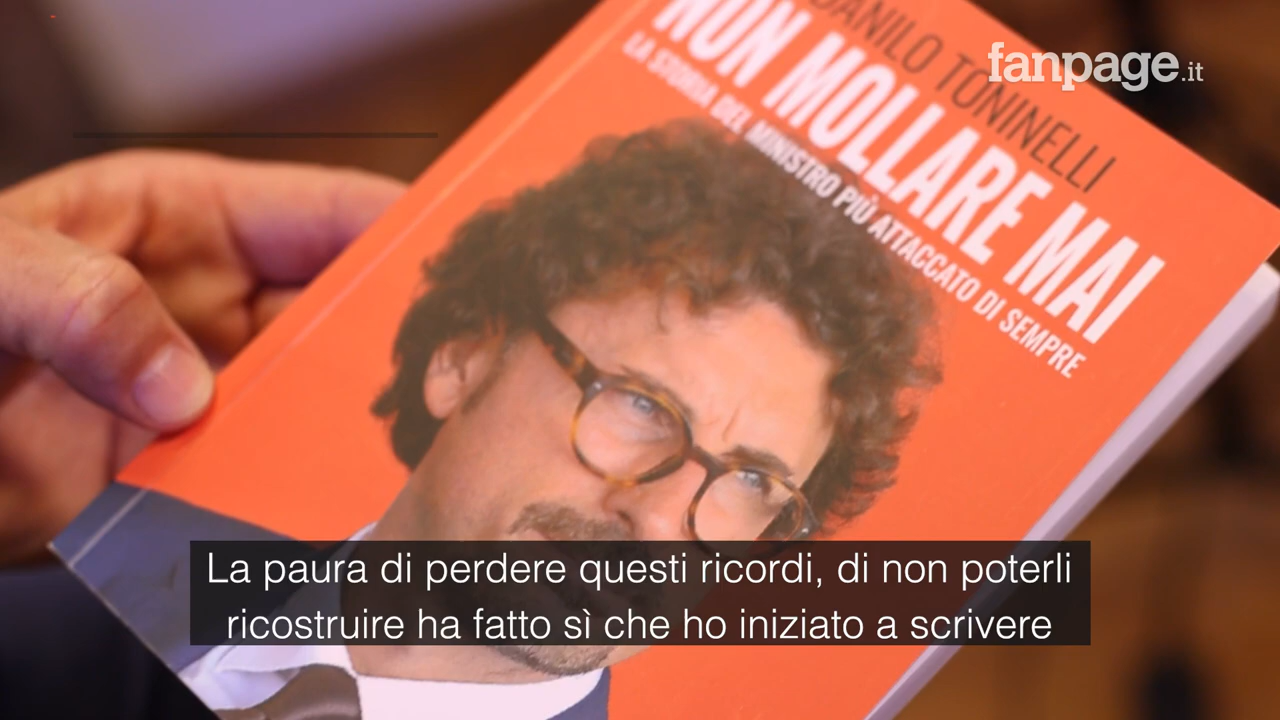 fanpage.it
DANILO TONINELLI
NON MOLLARE MAI
LA STORIA DEL MINISTRO PIÙ ATTACCATO DI SEMPRE
La paura di perdere questi ricordi, di non poterli
ricostruire ha fatto sì che ho iniziato a scrivere